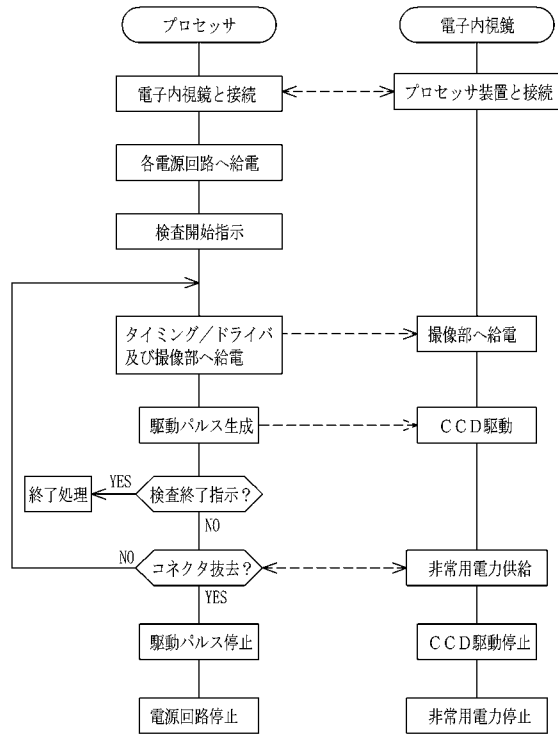 プロセッサ
電子内視鏡
電子内視鏡と接続
プロセッサ装置と接続
各電源回路へ給電
検査開始指示
タイミング／ドライバ
及び撮像部へ給電
撮像部へ給電
駆動パルス生成
ＣＣＤ駆動
終了処理
YES
検査終了指示？
NO
NO
コネクタ抜去？
非常用電力供給
YES
駆動パルス停止
ＣＣＤ駆動停止
電源回路停止
非常用電力停止